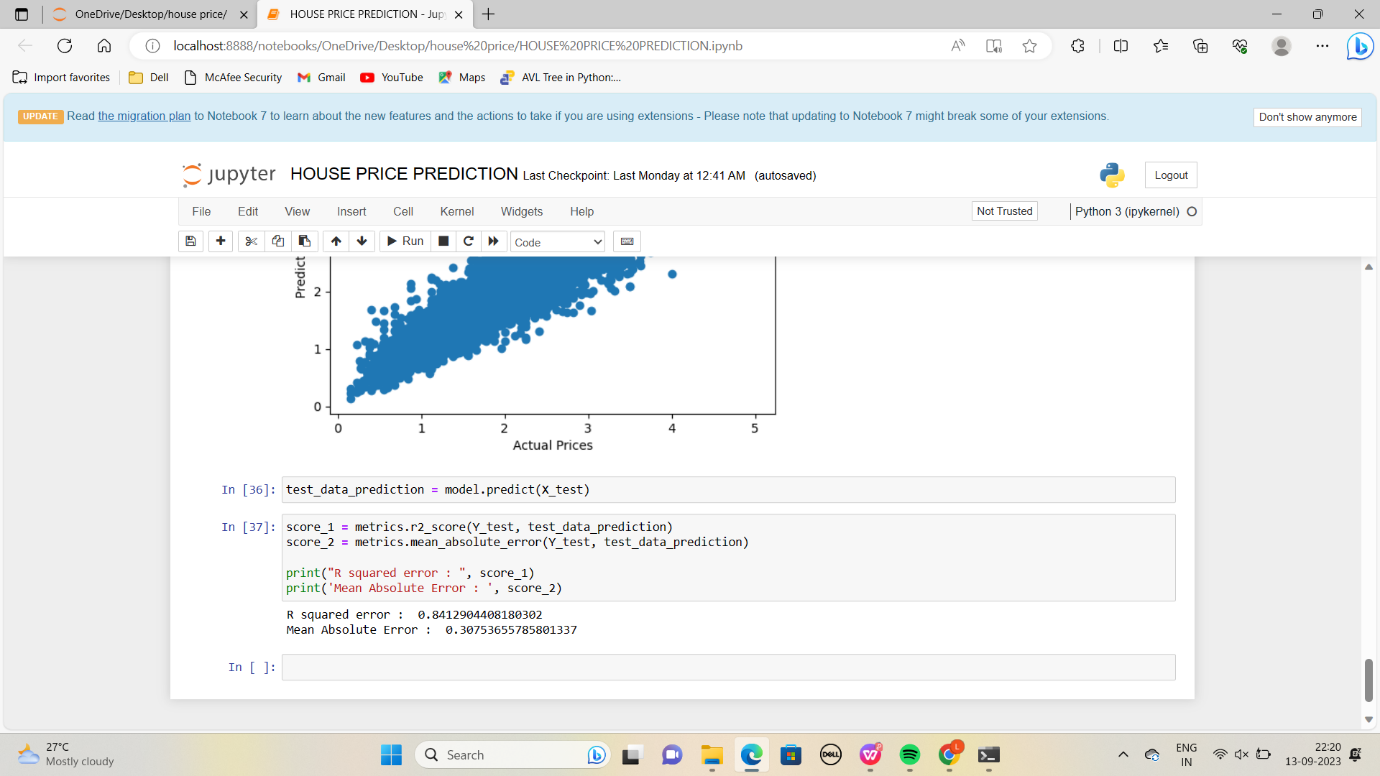 OneDrive/Desktop/house price/
HOUSE PRICE PREDICTION - Jup
localhost:8888/notebooks/OneDrive/Desktop/house%20price/HOUSE%20PRICE%20PREDICTION.ipynb
Import favorites Dell McAfee Security Gmail YouTube Maps AVL Tree in Python:...
UPDATE Read the migration plan to Notebook 7 to learn about the new features and the actions to take if you are using extensions - Please note that updating to Notebook 7 might break some of your extensions. Don't show anymore
jupyter HOUSE PRICE PREDICTION Last Checkpoint: Last Monday at 12:41 AM (autosaved) Logout
File Edit View Insert Cell Kernel Widgets Help Not Trusted Python 3 (ipykernel)
Run Code
Predict
2
1
0
0 1 2 3 4 5
Actual Prices
In [36]: test_data_prediction = model.predict(X_test)
In [37]: score_1 = metrics.r2_score(Y_test, test_data_prediction)
score_2 = metrics.mean_absolute_error(Y_test, test_data_prediction)
print("R squared error : ", score_1)
print('Mean Absolute Error : ', score_2)
R squared error :  0.8412904408180302
Mean Absolute Error :  0.30753655785801337
In [ ]:
27°C
Mostly cloudy
Search
DELL
L
ENG
IN
22:20
13-09-2023